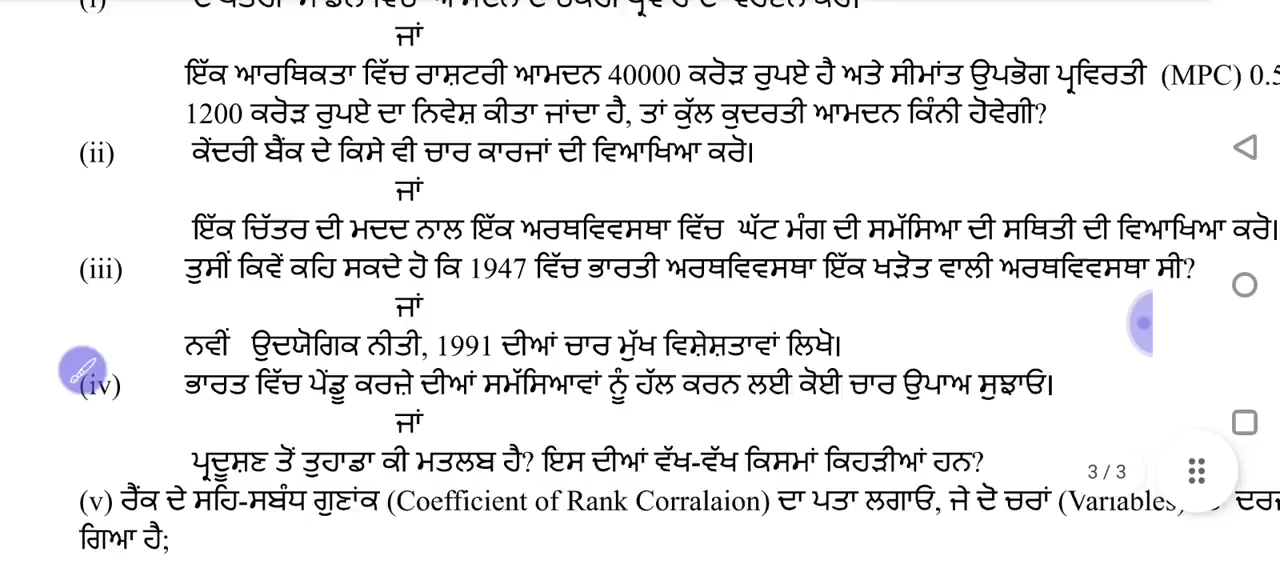 ਜਾਂ
ਇੱਕ ਆਰਥਿਕਤਾ ਵਿੱਚ ਰਾਸ਼ਟਰੀ ਆਮਦਨ 40000 ਕਰੋੜ ਰੁਪਏ ਹੈ ਅਤੇ ਸੀਮਾਂਤ ਉਪਭੋਗ ਪ੍ਰਵਿਰਤੀ (MPC) 0.5
1200 ਕਰੋੜ ਰੁਪਏ ਦਾ ਨਿਵੇਸ਼ ਕੀਤਾ ਜਾਂਦਾ ਹੈ, ਤਾਂ ਕੁੱਲ ਕੁਦਰਤੀ ਆਮਦਨ ਕਿੰਨੀ ਹੋਵੇਗੀ?
(ii) ਕੇਂਦਰੀ ਬੈਂਕ ਦੇ ਕਿਸੇ ਵੀ ਚਾਰ ਕਾਰਜਾਂ ਦੀ ਵਿਆਖਿਆ ਕਰੋ।
ਜਾਂ
ਇੱਕ ਚਿੱਤਰ ਦੀ ਮਦਦ ਨਾਲ ਇੱਕ ਅਰਥਵਿਵਸਥਾ ਵਿੱਚ ਘੱਟ ਮੰਗ ਦੀ ਸਮੱਸਿਆ ਦੀ ਸਥਿਤੀ ਦੀ ਵਿਆਖਿਆ ਕਰੋ।
(iii) ਤੁਸੀਂ ਕਿਵੇਂ ਕਹਿ ਸਕਦੇ ਹੋ ਕਿ 1947 ਵਿੱਚ ਭਾਰਤੀ ਅਰਥਵਿਵਸਥਾ ਇੱਕ ਖੜੋਤ ਵਾਲੀ ਅਰਥਵਿਵਸਥਾ ਸੀ?
ਜਾਂ
ਨਵੀਂ ਉਦਯੋਗਿਕ ਨੀਤੀ, 1991 ਦੀਆਂ ਚਾਰ ਮੁੱਖ ਵਿਸ਼ੇਸ਼ਤਾਵਾਂ ਲਿਖੋ।
(iv) ਭਾਰਤ ਵਿੱਚ ਪੇਂਡੂ ਕਰਜ਼ੇ ਦੀਆਂ ਸਮੱਸਿਆਵਾਂ ਨੂੰ ਹੱਲ ਕਰਨ ਲਈ ਕੋਈ ਚਾਰ ਉਪਾਅ ਸੁਝਾਓ।
ਜਾਂ
ਪ੍ਰਦੂਸ਼ਣ ਤੋਂ ਤੁਹਾਡਾ ਕੀ ਮਤਲਬ ਹੈ? ਇਸ ਦੀਆਂ ਵੱਖ-ਵੱਖ ਕਿਸਮਾਂ ਕਿਹੜੀਆਂ ਹਨ?
3 / 3
(v) ਰੈਂਕ ਦੇ ਸਹਿ-ਸਬੰਧ ਗੁਣਾਂਕ (Coefficient of Rank Corralaion) ਦਾ ਪਤਾ ਲਗਾਓ, ਜੇ ਦੋ ਚਰਾਂ (Variables)
ਗਿਆ ਹੈ;